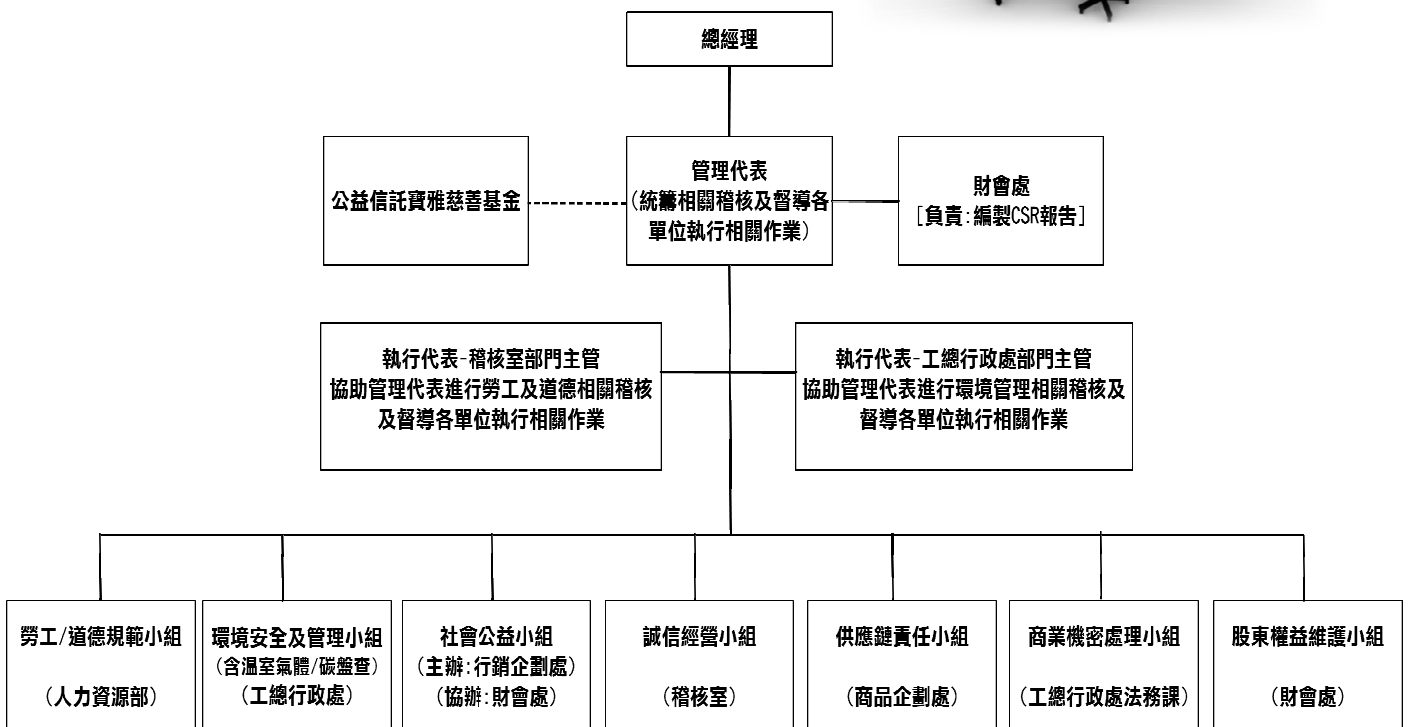 總經理
公益信託寶雅慈善基金
管理代表
(統籌相關稽核及督導各
單位執行相關作業)
財會處
[負責:編製CSR報告]
執行代表-稽核室部門主管
協助管理代表進行勞工及道德相關稽核
及督導各單位執行相關作業
執行代表-工總行政處部門主管
協助管理代表進行環境管理相關稽核及
督導各單位執行相關作業
勞工/道德規範小組
(人力資源部)
環境安全及管理小組
(含溫室氣體/碳盤查)
(工總行政處)
社會公益小組
(主辦:行銷企劃處)
(協辦:財會處)
誠信經營小組
(稽核室)
供應鏈責任小組
(商品企劃處)
商業機密處理小組
(工總行政處法務課)
股東權益維護小組
(財會處)